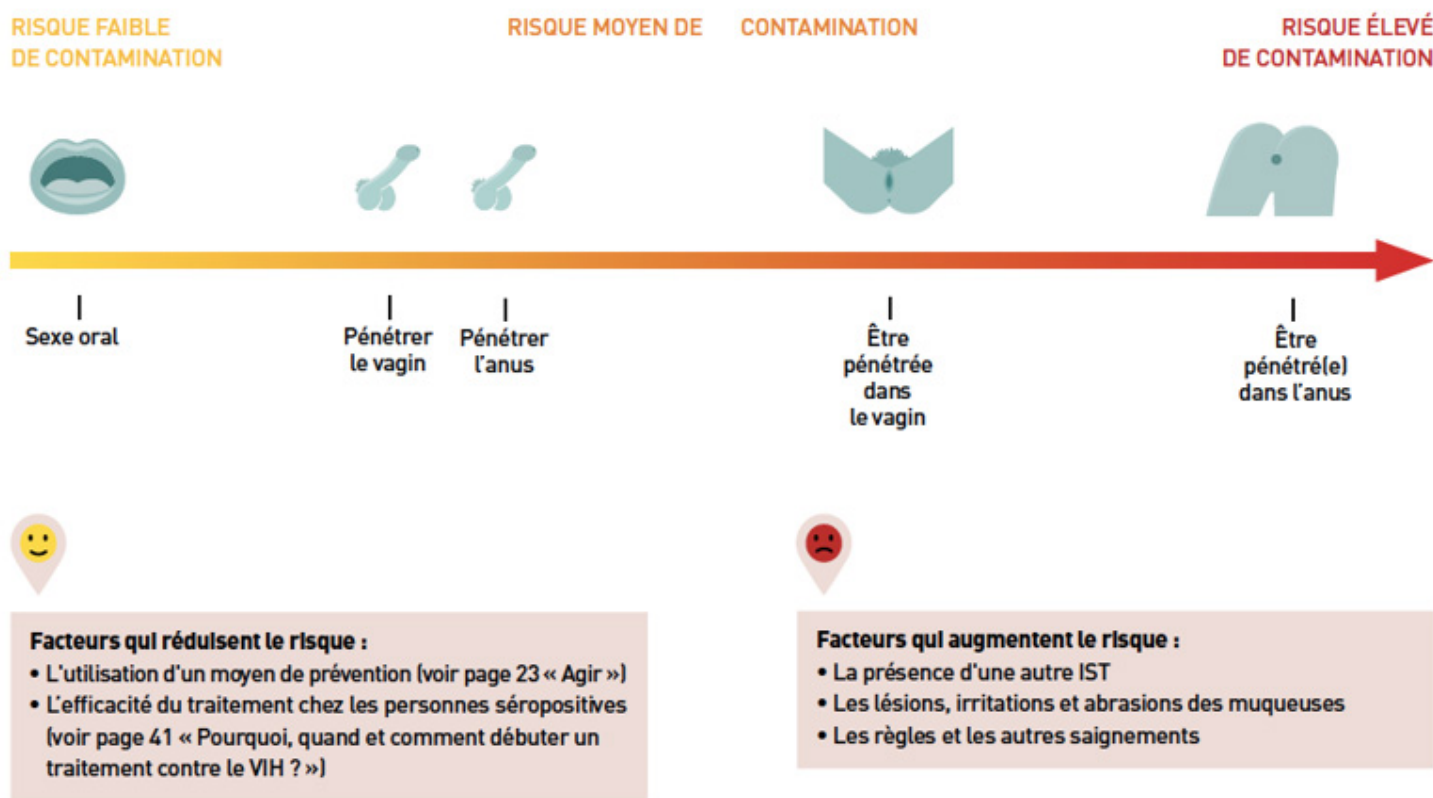 RISQUE FAIBLE
DE CONTAMINATION
RISQUE MOYEN DE CONTAMINATION
RISQUE ÉLEVÉ
DE CONTAMINATION
Sexe oral
Pénétrer
le vagin
Pénétrer
l'anus
Être
pénétrée
dans
le vagin
Être
pénétré(e)
dans l'anus
Facteurs qui réduisent le risque :
• L'utilisation d'un moyen de prévention (voir page 23 « Agir »)
• L'efficacité du traitement chez les personnes séropositives
(voir page 41 « Pourquoi, quand et comment débuter un
traitement contre le VIH ? »)
Facteurs qui augmentent le risque :
• La présence d'une autre IST
• Les lésions, irritations et abrasions des muqueuses
• Les règles et les autres saignements